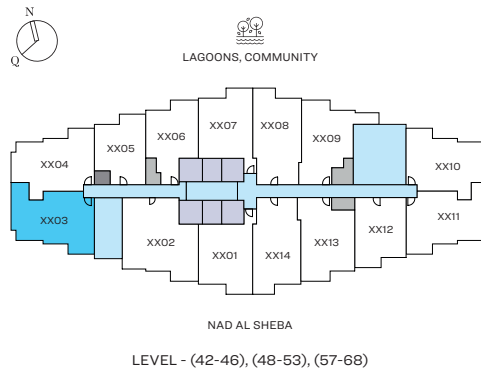 N
Q
LAGOONS, COMMUNITY
XX07 XX08
XX06 XX09
XX05
XX04 XX10
XX03 XX11
XX02 XX01 XX14 XX13 XX12
NAD AL SHEBA
LEVEL - (42-46), (48-53), (57-68)